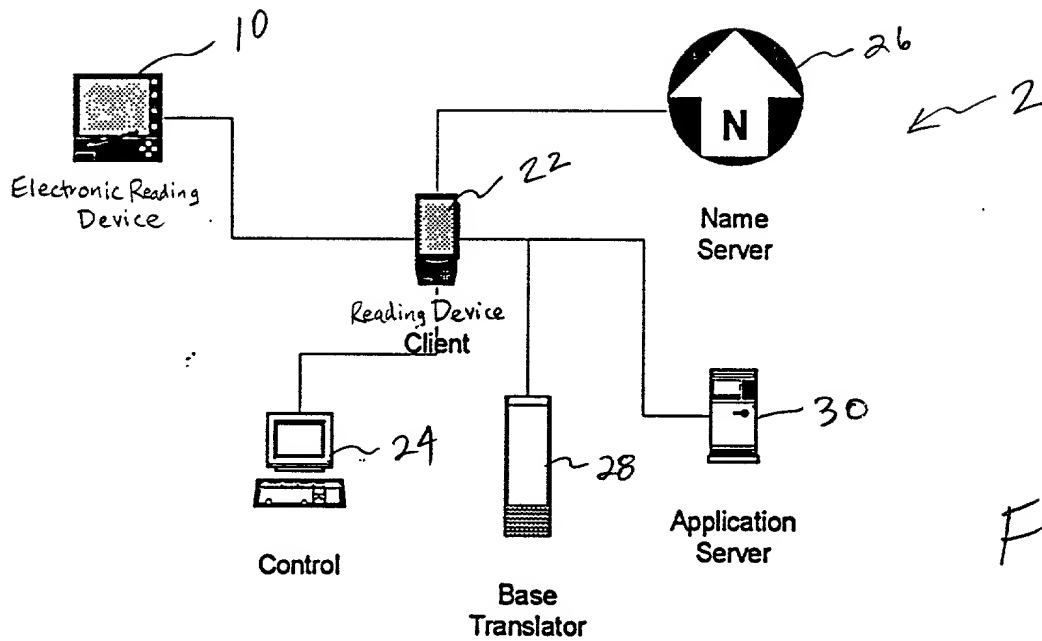 10
26
2
N
22
Electronic Reading
Device
Name
Server
Reading Device
Client
24
28
30
Control
Application
Server
F
Base
Translator